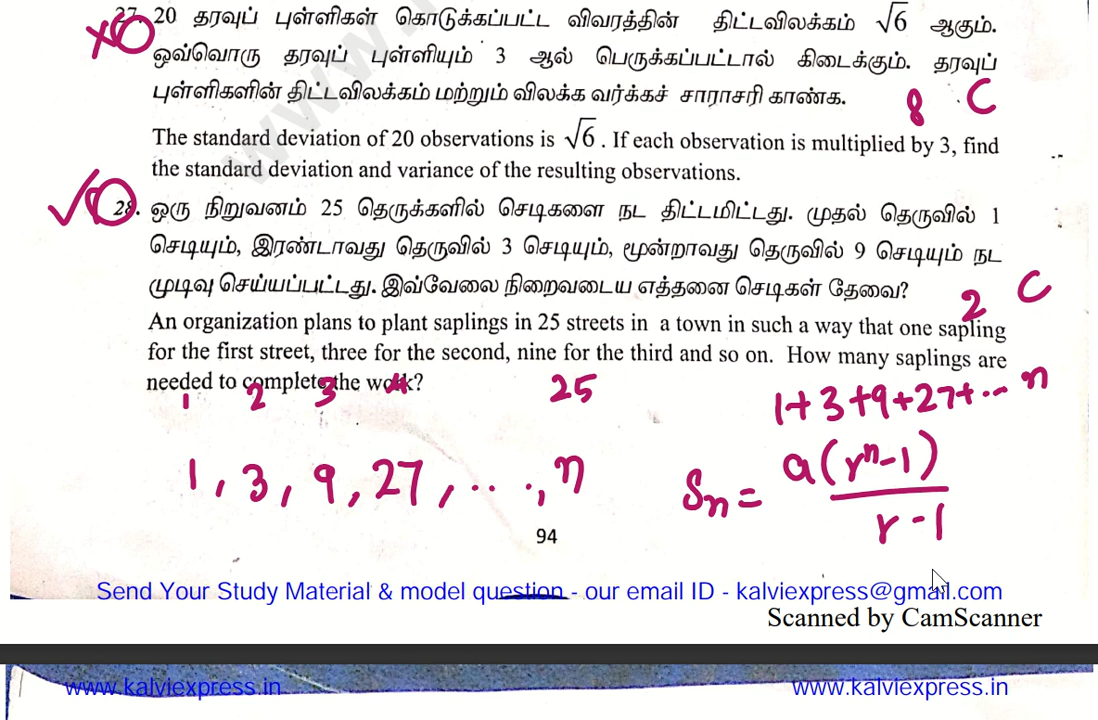 27. 20 தரவுப் புள்ளிகள் கொடுக்கப்பட்ட விவரத்தின் திட்டவிலக்கம் √6 ஆகும்.
ஒவ்வொரு தரவுப் புள்ளியும் 3 ஆல் பெருக்கப்பட்டால் கிடைக்கும். தரவுப்
புள்ளிகளின் திட்டவிலக்கம் மற்றும் விலக்க வர்க்கச் சாராசரி காண்க.
8 C
The standard deviation of 20 observations is √6. If each observation is multiplied by 3, find
the standard deviation and variance of the resulting observations.
28. ஒரு நிறுவனம் 25 தெருக்களில் செடிகளை நட திட்டமிட்டது. முதல் தெருவில் 1
செடியும், இரண்டாவது தெருவில் 3 செடியும், மூன்றாவது தெருவில் 9 செடியும் நட
முடிவு செய்யப்பட்டது. இவ்வேலை நிறைவடைய எத்தனை செடிகள் தேவை?
2 C
An organization plans to plant saplings in 25 streets in a town in such a way that one sapling
for the first street, three for the second, nine for the third and so on. How many saplings are
needed to complete the work?
1 2 3 4 25
1+3+9+27+... n
1, 3, 9, 27, ..., n
Sn = a(rⁿ-1)
r-1
94
Send Your Study Material & model question - our email ID - kalviexpress@gmail.com
Scanned by CamScanner
www.kalviexpress.in www.kalviexpress.in